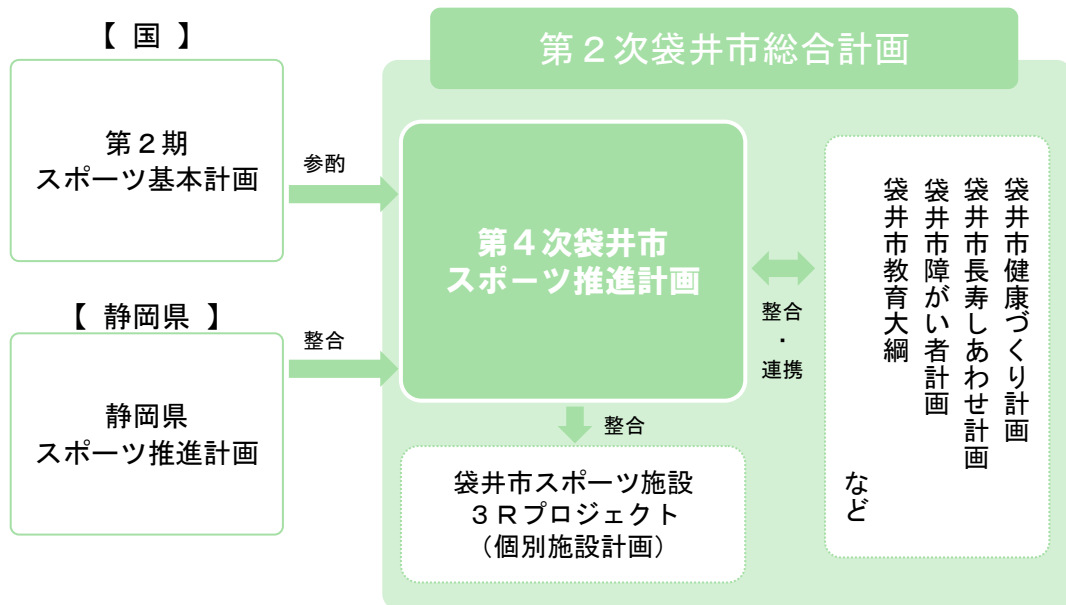 【 国 】
第２期
スポーツ基本計画
参酌
【 静岡県 】
静岡県
スポーツ推進計画
整合
第２次袋井市総合計画
第４次袋井市
スポーツ推進計画
整合
・
連携
袋井市健康づくり計画
袋井市長寿しあわせ計画
袋井市障がい者計画
袋井市教育大綱
など
整合
袋井市スポーツ施設
３Ｒプロジェクト
（個別施設計画）